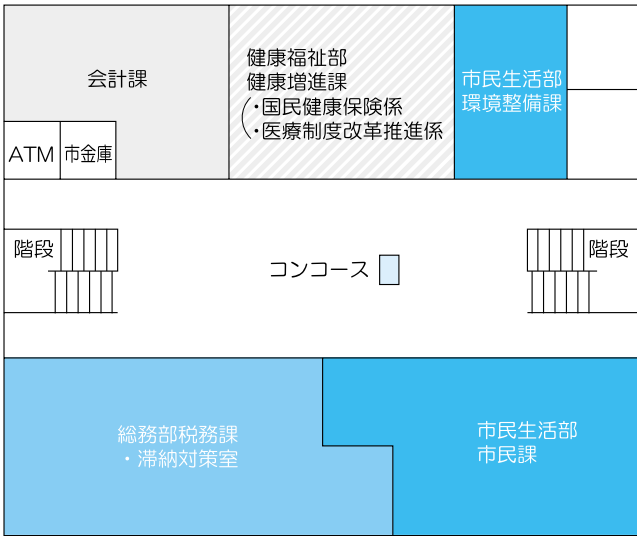 会計課
健康福祉部
健康増進課
・国民健康保険係
・医療制度改革推進係
市民生活部
環境整備課
ATM
市金庫
階段
コンコース
階段
総務部税務課
・滞納対策室
市民生活部
市民課